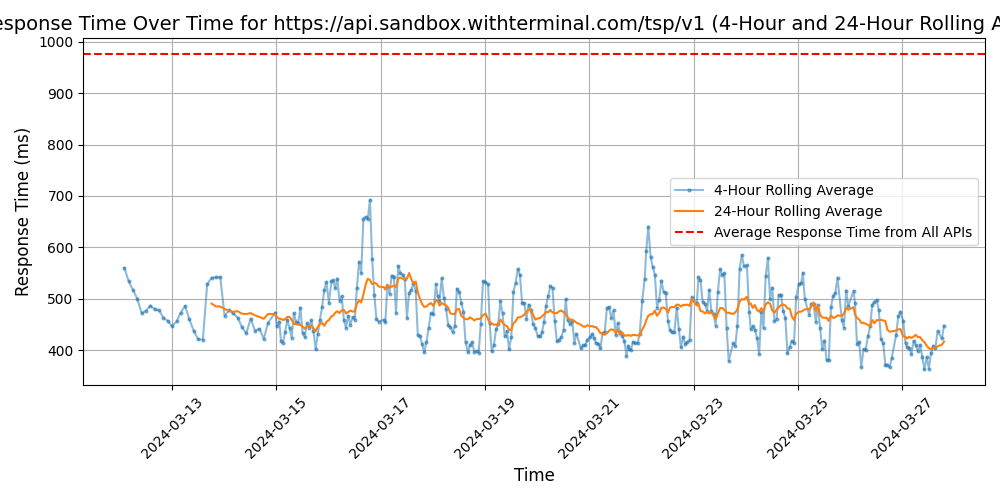 esponse Time Over Time for https://api.sandbox.withterminal.com/tsp/v1 (4-Hour and 24-Hour Rolling A
Response Time (ms)
1000
900
800
700
600
500
400
4-Hour Rolling Average
24-Hour Rolling Average
Average Response Time from All APIs
2024-03-13
2024-03-15
2024-03-17
2024-03-19
2024-03-21
2024-03-23
2024-03-25
2024-03-27
Time